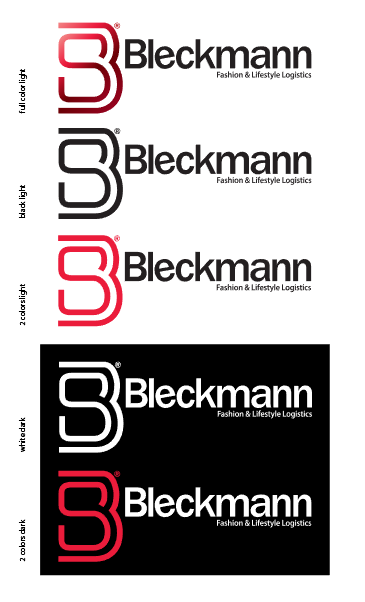 full color light
®
Bleckmann
Fashion & Lifestyle Logistics
black light
®
Bleckmann
Fashion & Lifestyle Logistics
2 colors light
®
Bleckmann
Fashion & Lifestyle Logistics
white dark
®
Bleckmann
Fashion & Lifestyle Logistics
2 colors dark
®
Bleckmann
Fashion & Lifestyle Logistics